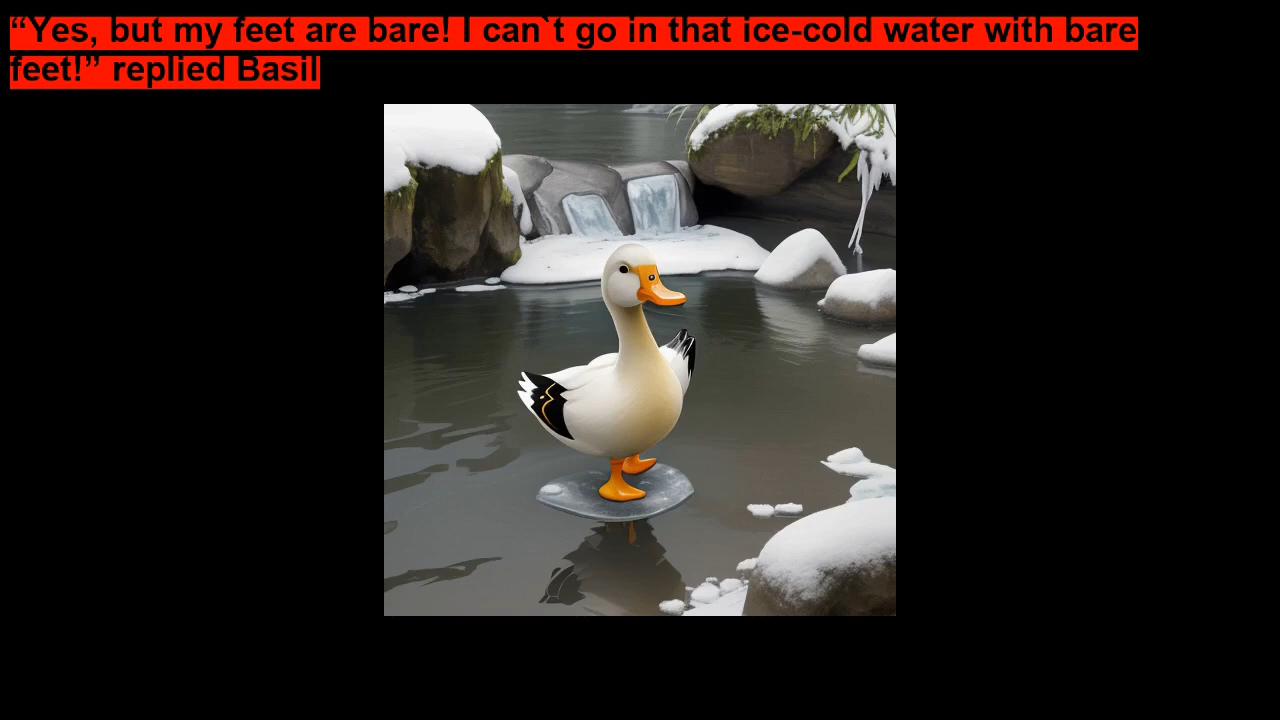 “Yes, but my feet are bare! I can`t go in that ice-cold water with bare
feet!” replied Basil